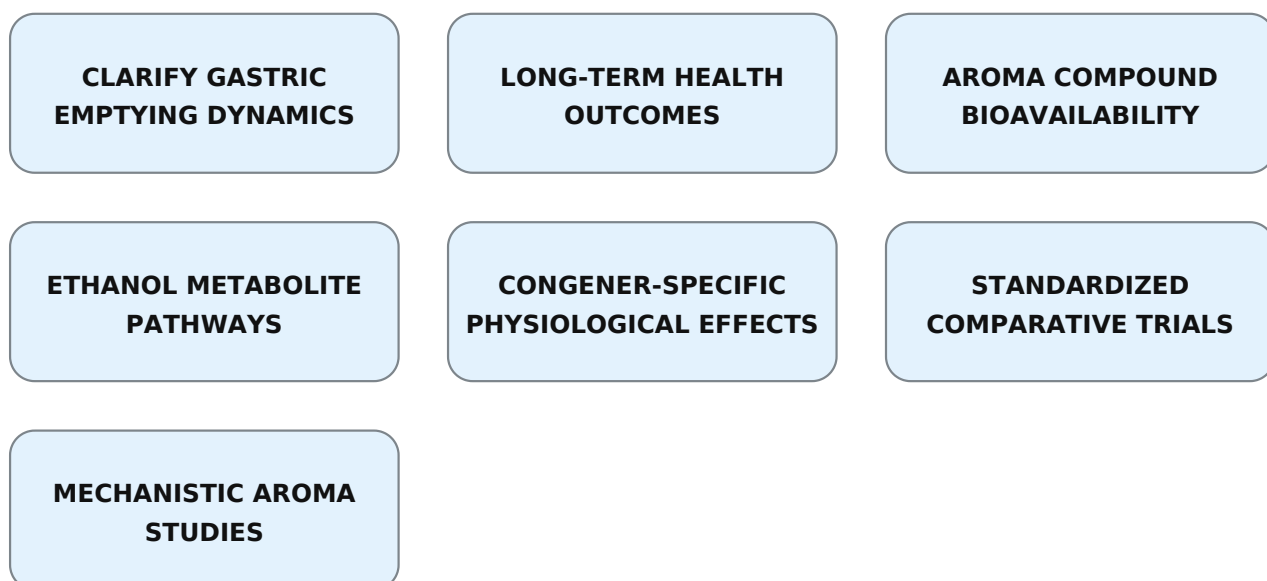 CLARIFY GASTRIC
EMPTYING DYNAMICS
LONG-TERM HEALTH
OUTCOMES
AROMA COMPOUND
BIOAVAILABILITY
ETHANOL METABOLITE
PATHWAYS
CONGENER-SPECIFIC
PHYSIOLOGICAL EFFECTS
STANDARDIZED
COMPARATIVE TRIALS
MECHANISTIC AROMA
STUDIES